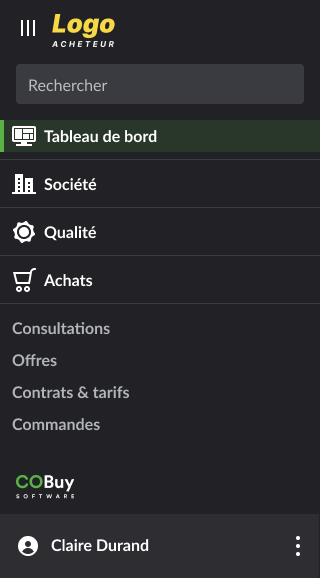 Logo
ACHETEUR
Rechercher
Tableau de bord
Société
Qualité
Achats
Consultations
Offres
Contrats & tarifs
Commandes
COBuy
SOFTWARE
Claire Durand